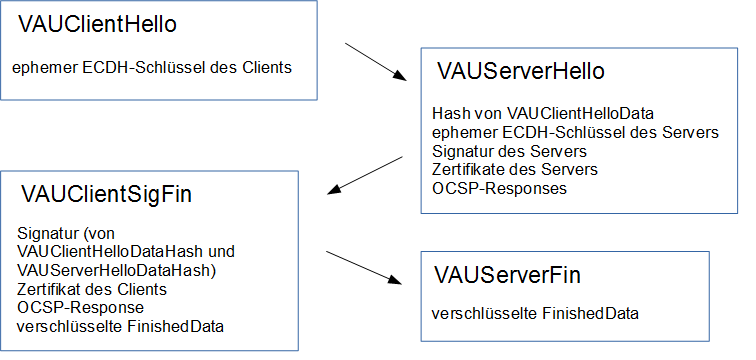 VAUClientHello
ephemer ECDH-Schlüssel des Clients
VAUServerHello
Hash von VAUClientHelloData
ephemer ECDH-Schlüssel des Servers
Signatur des Servers
Zertifikate des Servers
OCSP-Responses
VAUClientSigFin
Signatur (von
VAUClientHelloDataHash und
VAUServerHelloDataHash)
Zertifikat des Clients
OCSP-Response
verschlüsselte FinishedData
VAUServerFin
verschlüsselte FinishedData